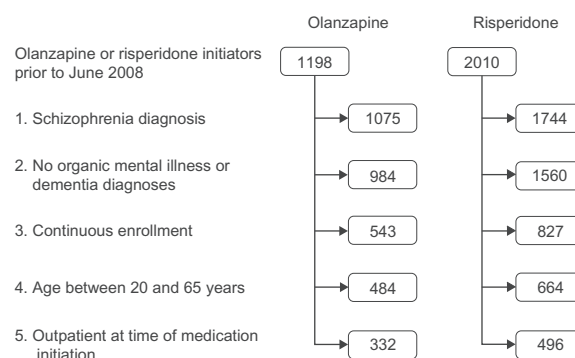 Olanzapine Risperidone
Olanzapine or risperidone initiators
prior to June 2008
1198 2010
1. Schizophrenia diagnosis 1075 1744
2. No organic mental illness or
dementia diagnoses
984 1560
3. Continuous enrollment 543 827
4. Age between 20 and 65 years 484 664
5. Outpatient at time of medication
initiation
332 496